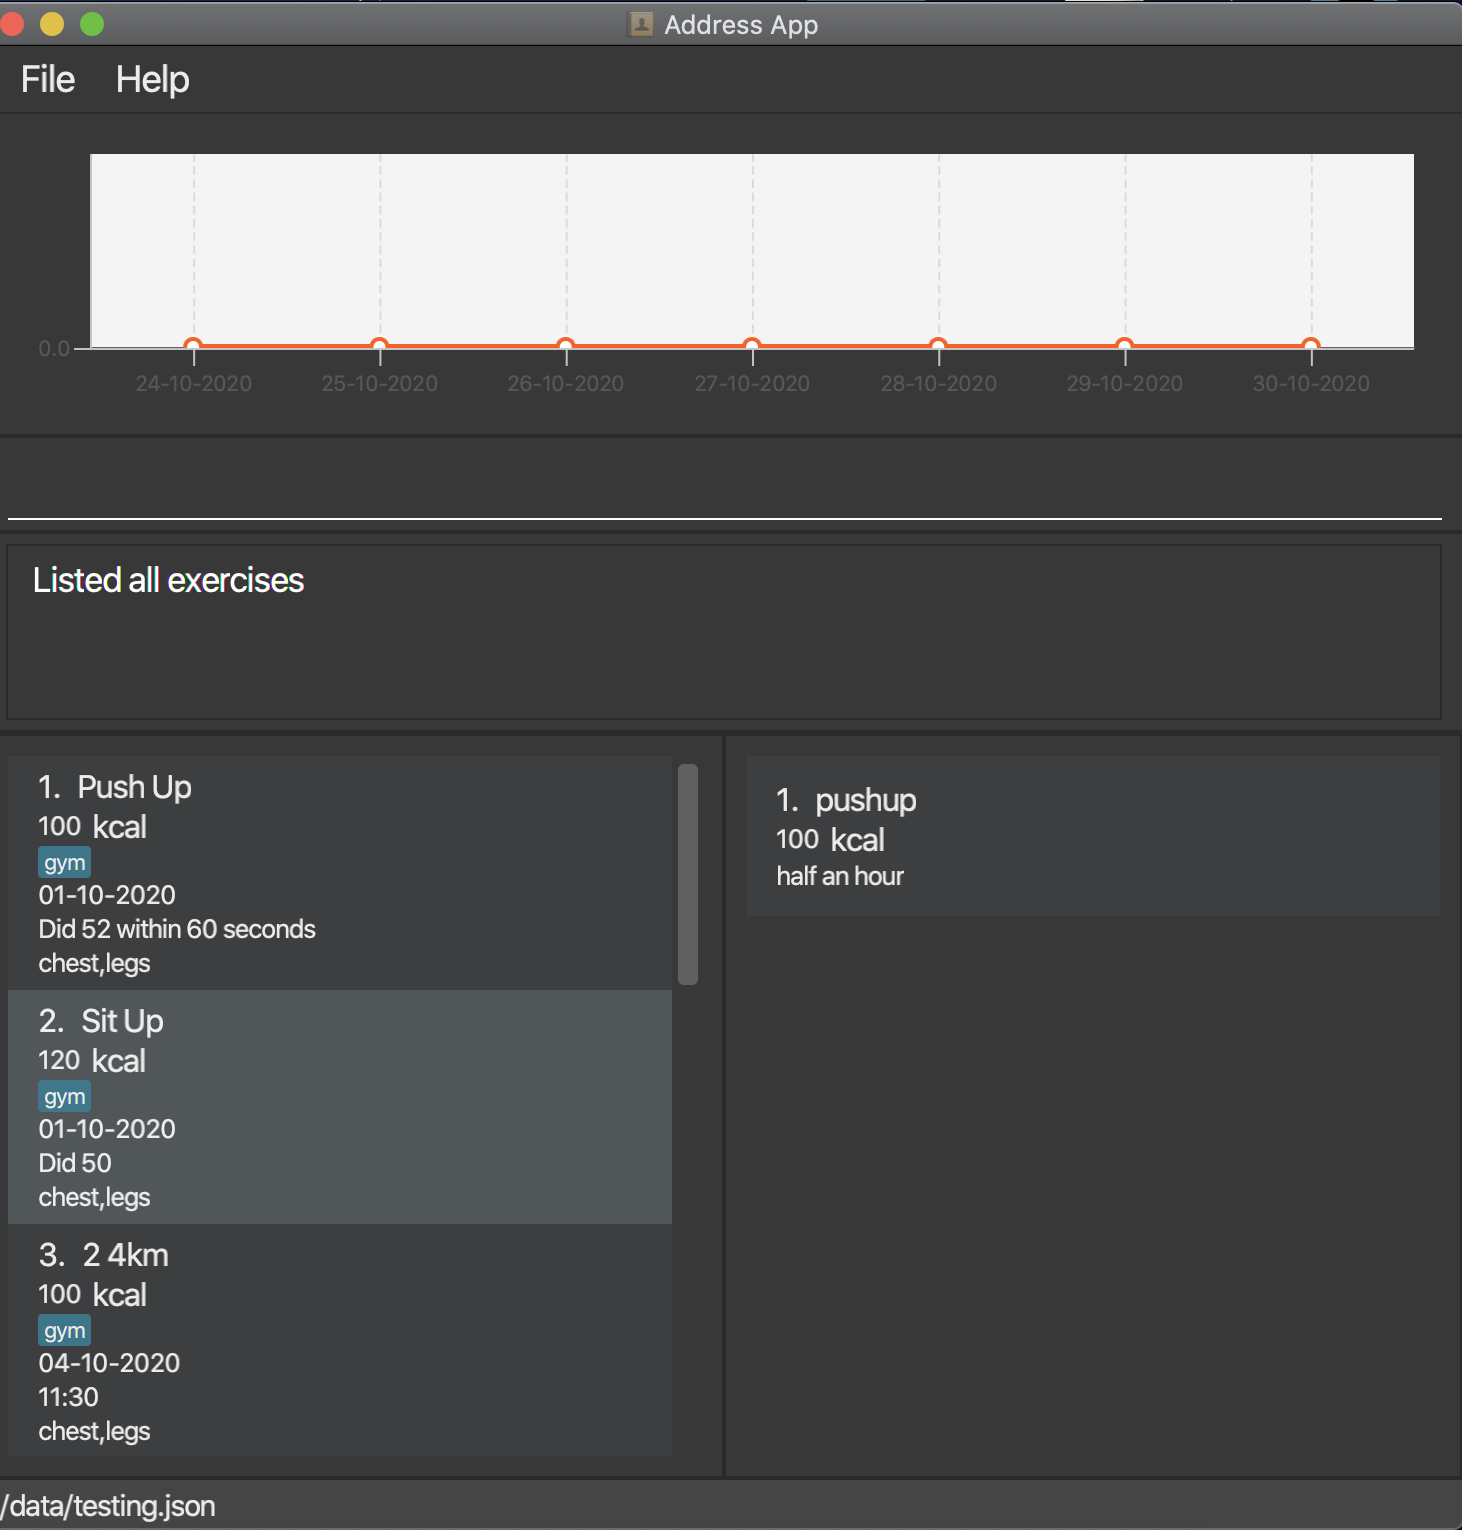 Address App
File Help
0.0
24-10-2020 25-10-2020 26-10-2020 27-10-2020 28-10-2020 29-10-2020 30-10-2020
Listed all exercises
1. Push Up
100 kcal
gym
01-10-2020
Did 52 within 60 seconds
chest,legs
2. Sit Up
120 kcal
gym
01-10-2020
Did 50
chest,legs
3. 2 4km
100 kcal
gym
04-10-2020
11:30
chest,legs
1. pushup
100 kcal
half an hour
/data/testing.json